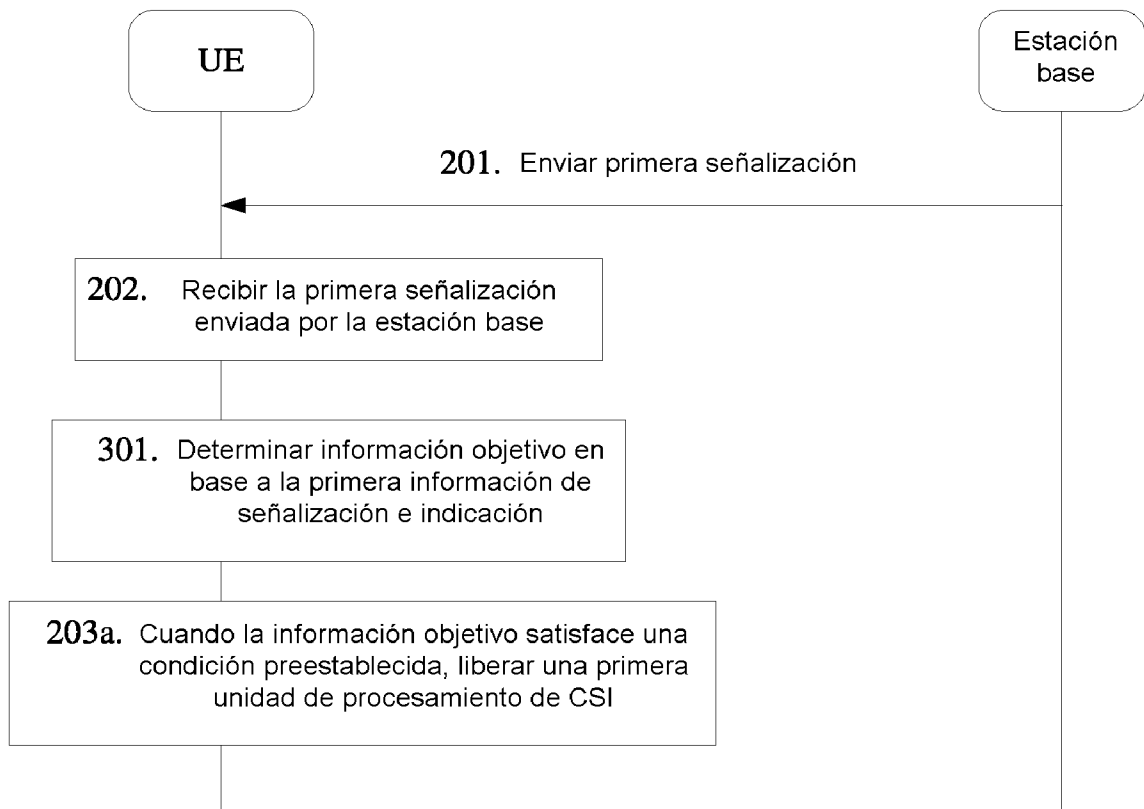 UE
Estación
base
201. Enviar primera señalización
202. Recibir la primera señalización
enviada por la estación base
301. Determinar información objetivo en
base a la primera información de
señalización e indicación
203a. Cuando la información objetivo satisface una
condición preestablecida, liberar una primera
unidad de procesamiento de CSI